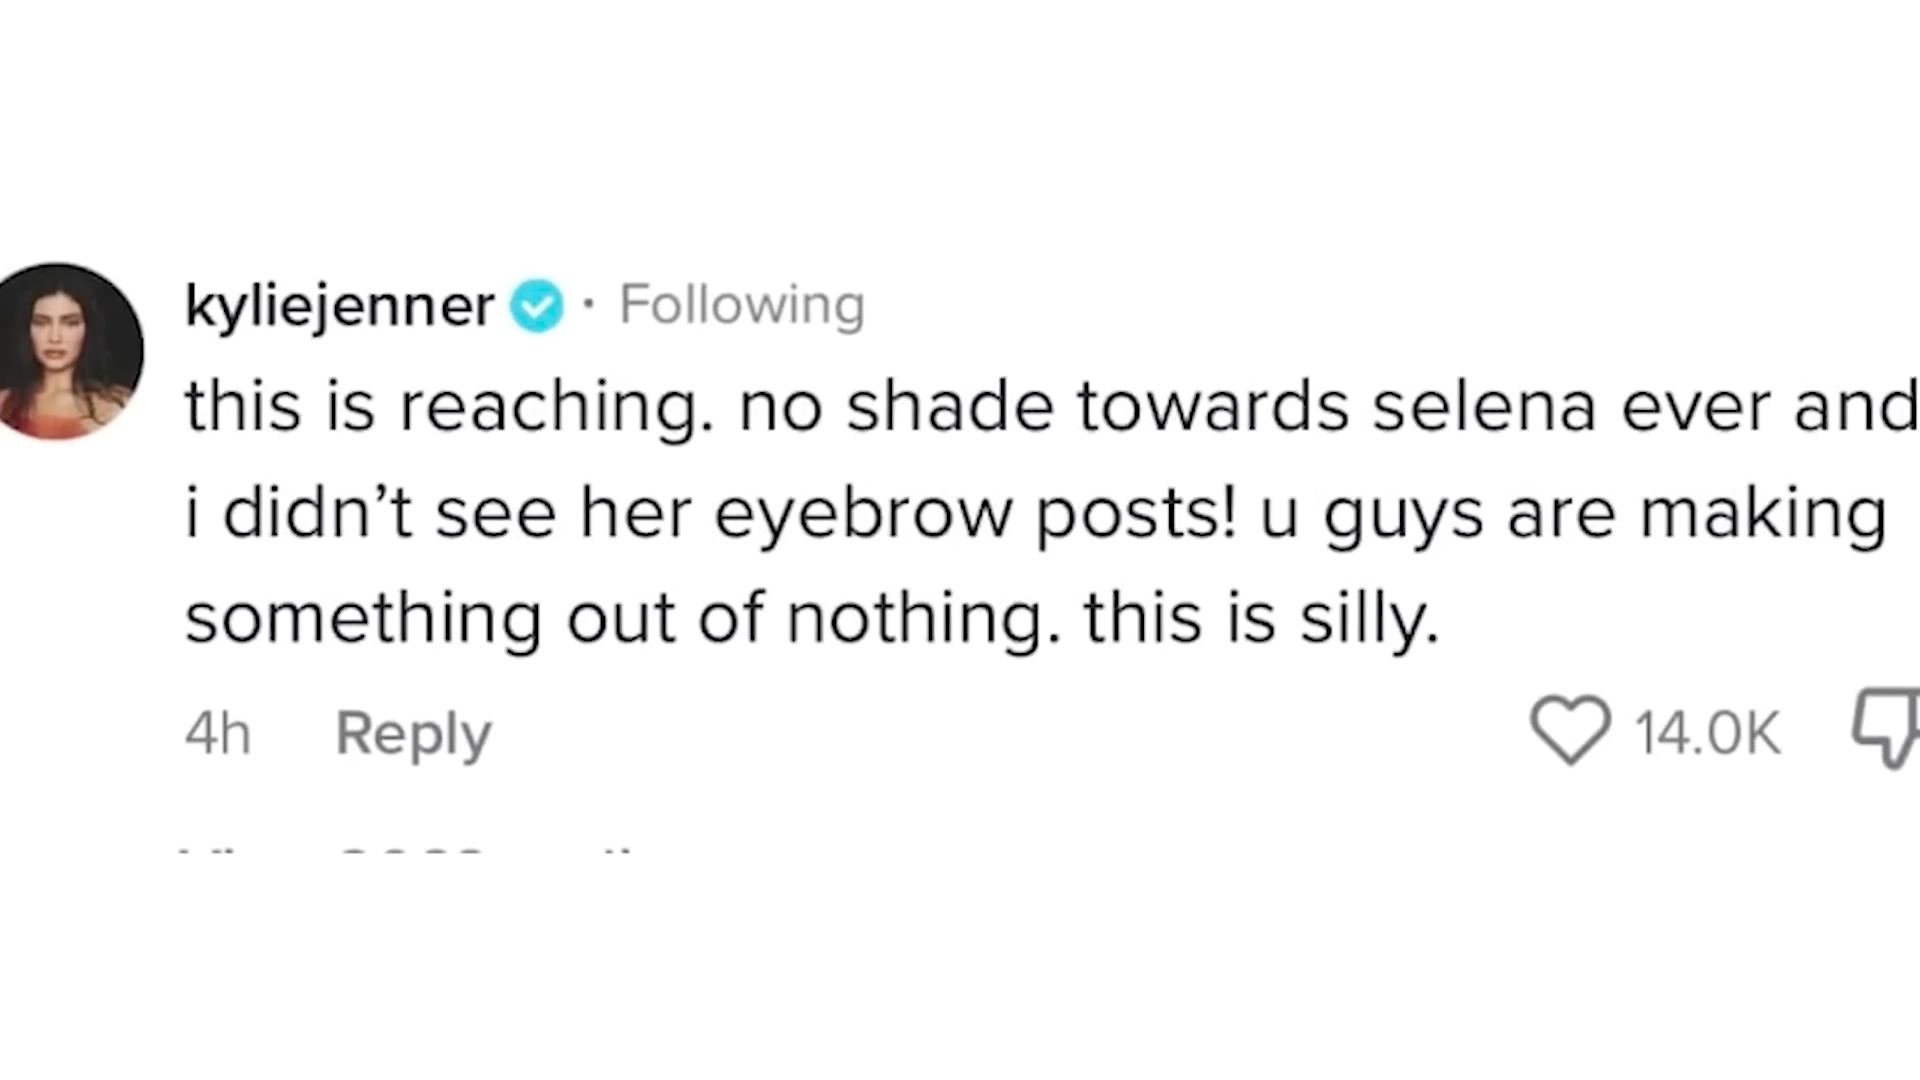 kyliejenner · Following
this is reaching. no shade towards selena ever and
i didn’t see her eyebrow posts! u guys are making
something out of nothing. this is silly.
4h Reply 14.0K